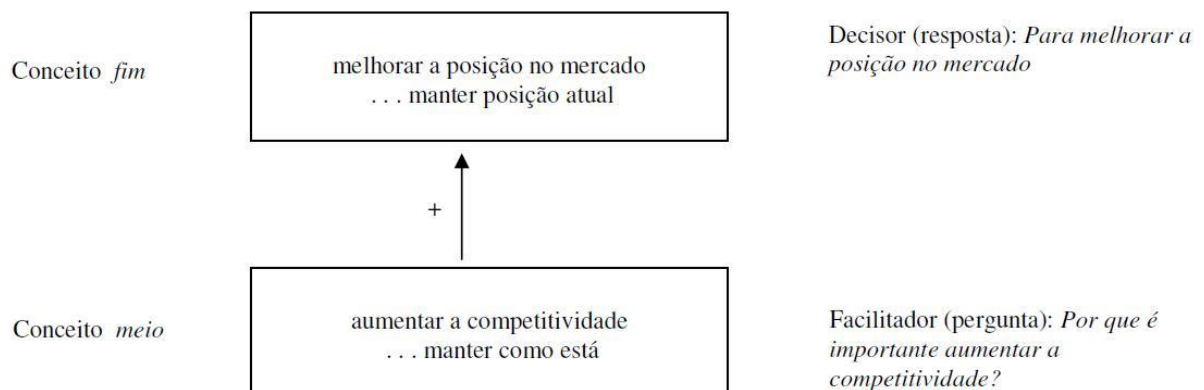 Conceito fim
melhorar a posição no mercado
. . . manter posição atual
Decisor (resposta): Para melhorar a
posição no mercado
+
Conceito meio
aumentar a competitividade
. . . manter como está
Facilitador (pergunta): Por que é
importante aumentar a
competitividade?